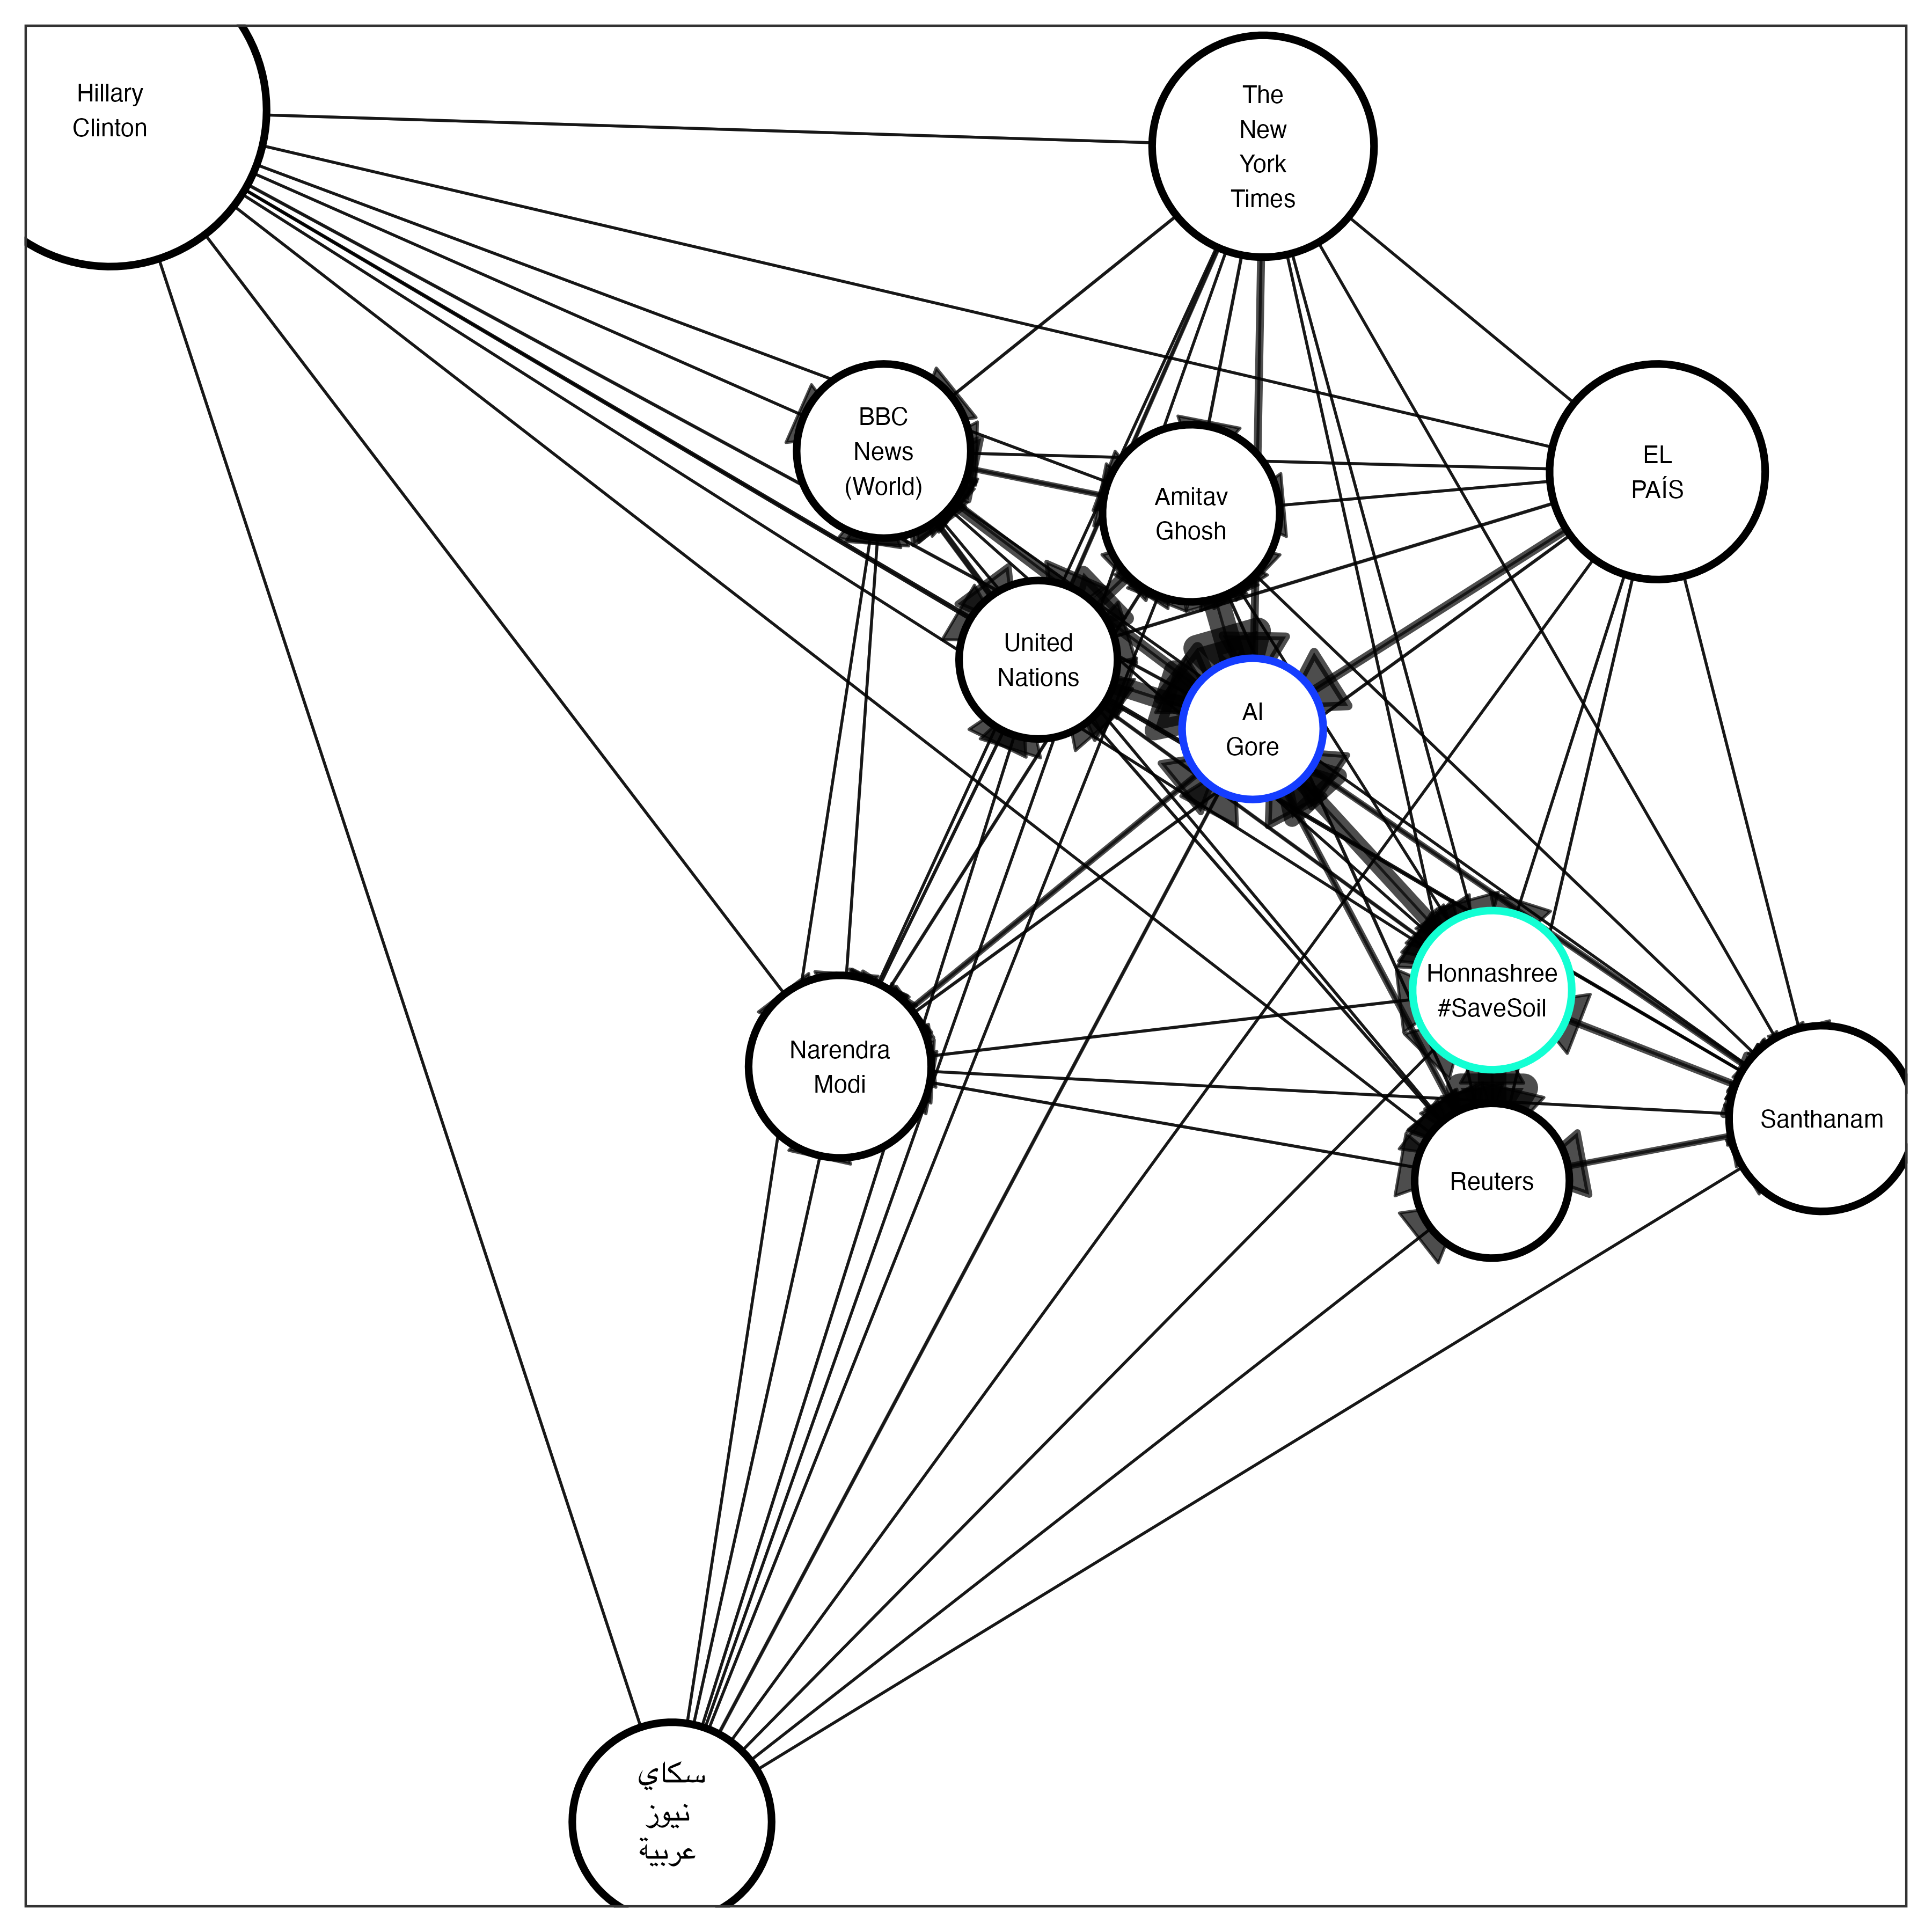 Hillary
Clinton
The
New
York
Times
BBC
News
(World)
EL
PAÍS
Amitav
Ghosh
United
Nations
Al
Gore
Honnashree
#SaveSoil
Narendra
Modi
Santhanam
Reuters
سكاي
نيوز
عربية